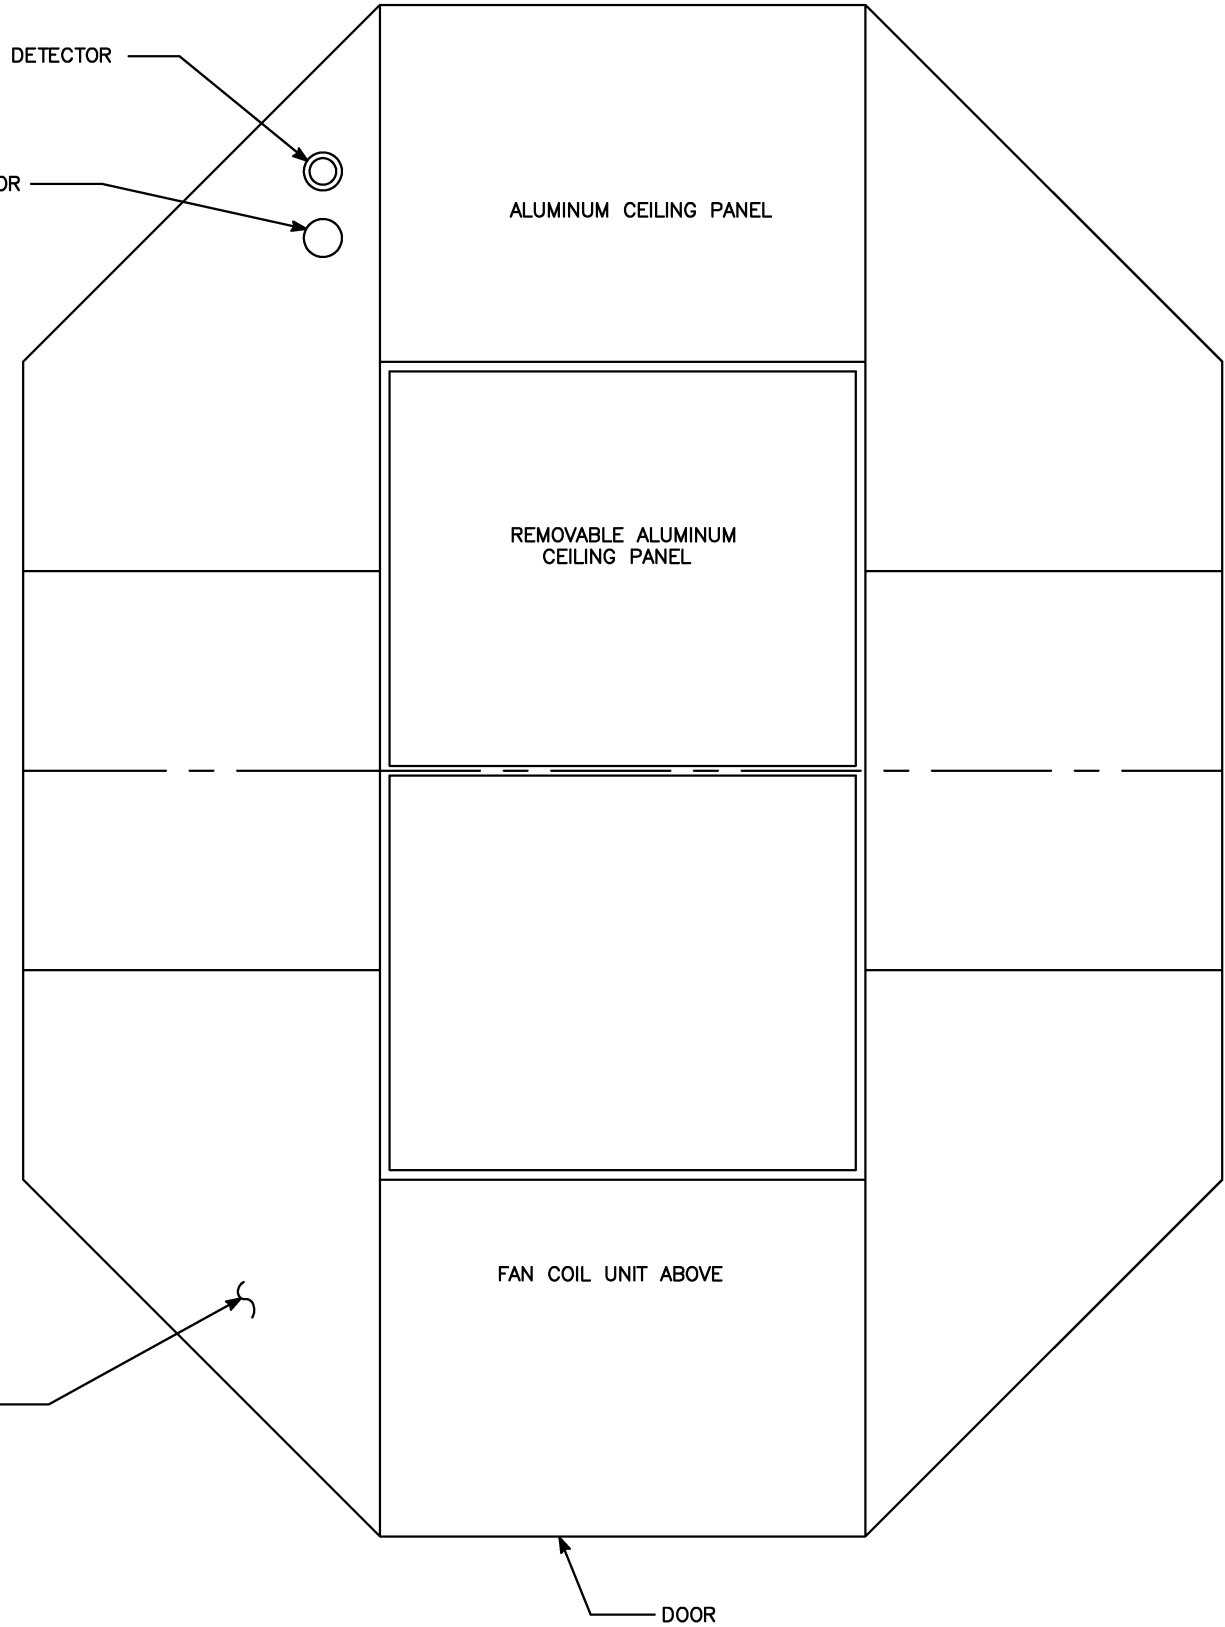 DETECTOR
OR
ALUMINUM CEILING PANEL
REMOVABLE ALUMINUM
CEILING PANEL
FAN COIL UNIT ABOVE
DOOR